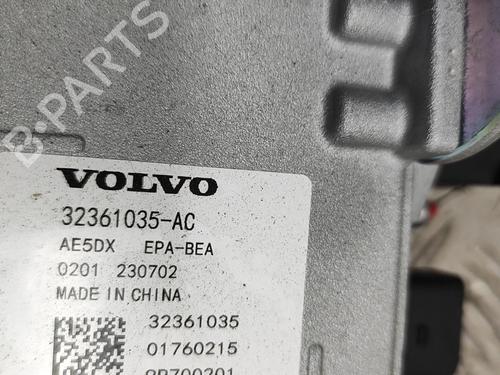 B-PARTS
VOLVO
32361035-AC
AE5DX EPA-BEA
0201 230702
MADE IN CHINA
32361035
01760215